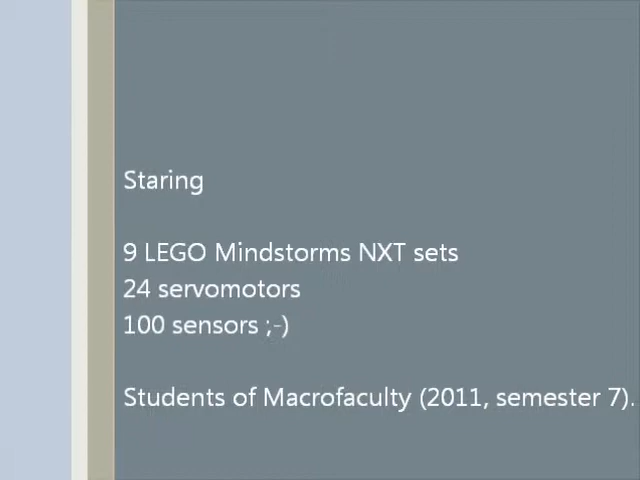 Staring
9 LEGO Mindstorms NXT sets
24 servomotors
100 sensors ;-)
Students of Macrofaculty (2011, semester 7).